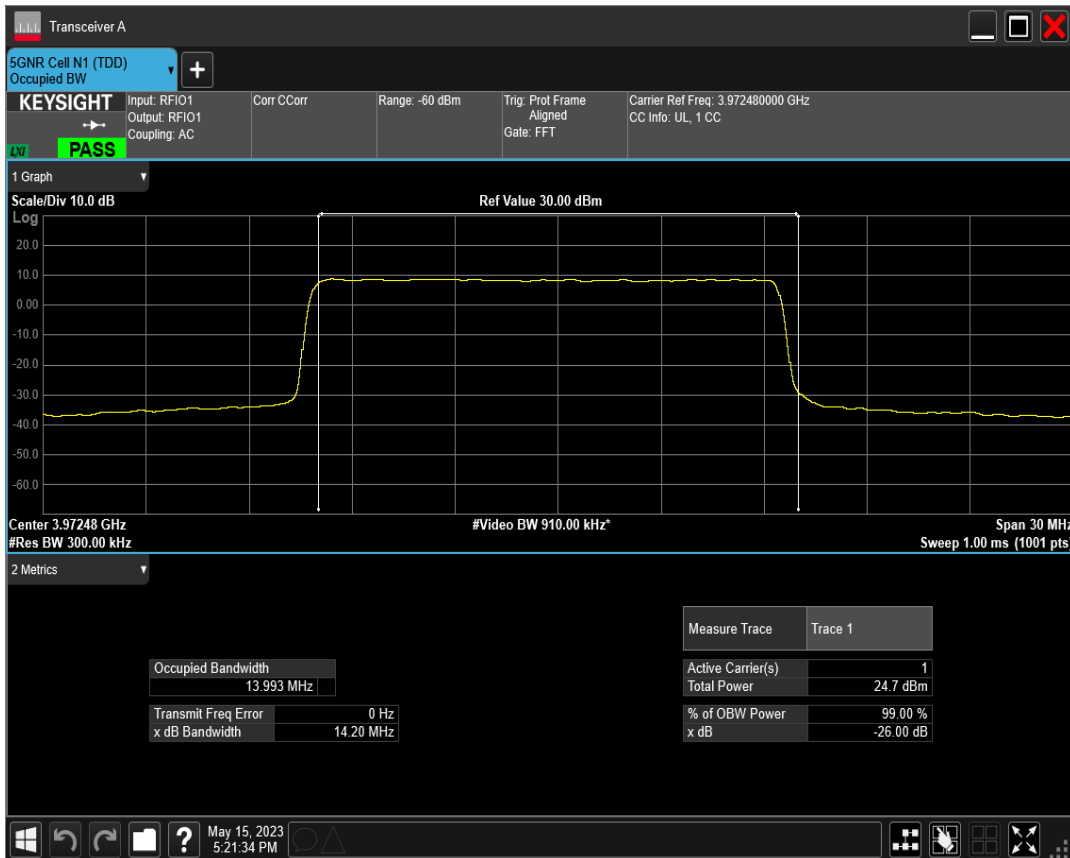 Transceiver A
5GNR Cell N1 (TDD)
Occupied BW
+
KEYSIGHT
LXI
PASS
Input: RFIO1
Output: RFIO1
Coupling: AC
Corr CCorr
Range: -60 dBm
Trig: Prot Frame
Aligned
Gate: FFT
Carrier Ref Freq: 3.972480000 GHz
CC Info: UL, 1 CC
1 Graph
Scale/Div 10.0 dB
Ref Value 30.00 dBm
Log
20.0
10.0
0.00
-10.0
-20.0
-30.0
-40.0
-50.0
-60.0
Center 3.97248 GHz
#Video BW 910.00 kHz*
Span 30 MHz
#Res BW 300.00 kHz
Sweep 1.00 ms (1001 pts)
2 Metrics
Measure Trace Trace 1
Occupied Bandwidth
13.993 MHz
Active Carrier(s) 1
Total Power 24.7 dBm
Transmit Freq Error 0 Hz
x dB Bandwidth 14.20 MHz
% of OBW Power 99.00 %
x dB -26.00 dB
?
May 15, 2023
5:21:34 PM